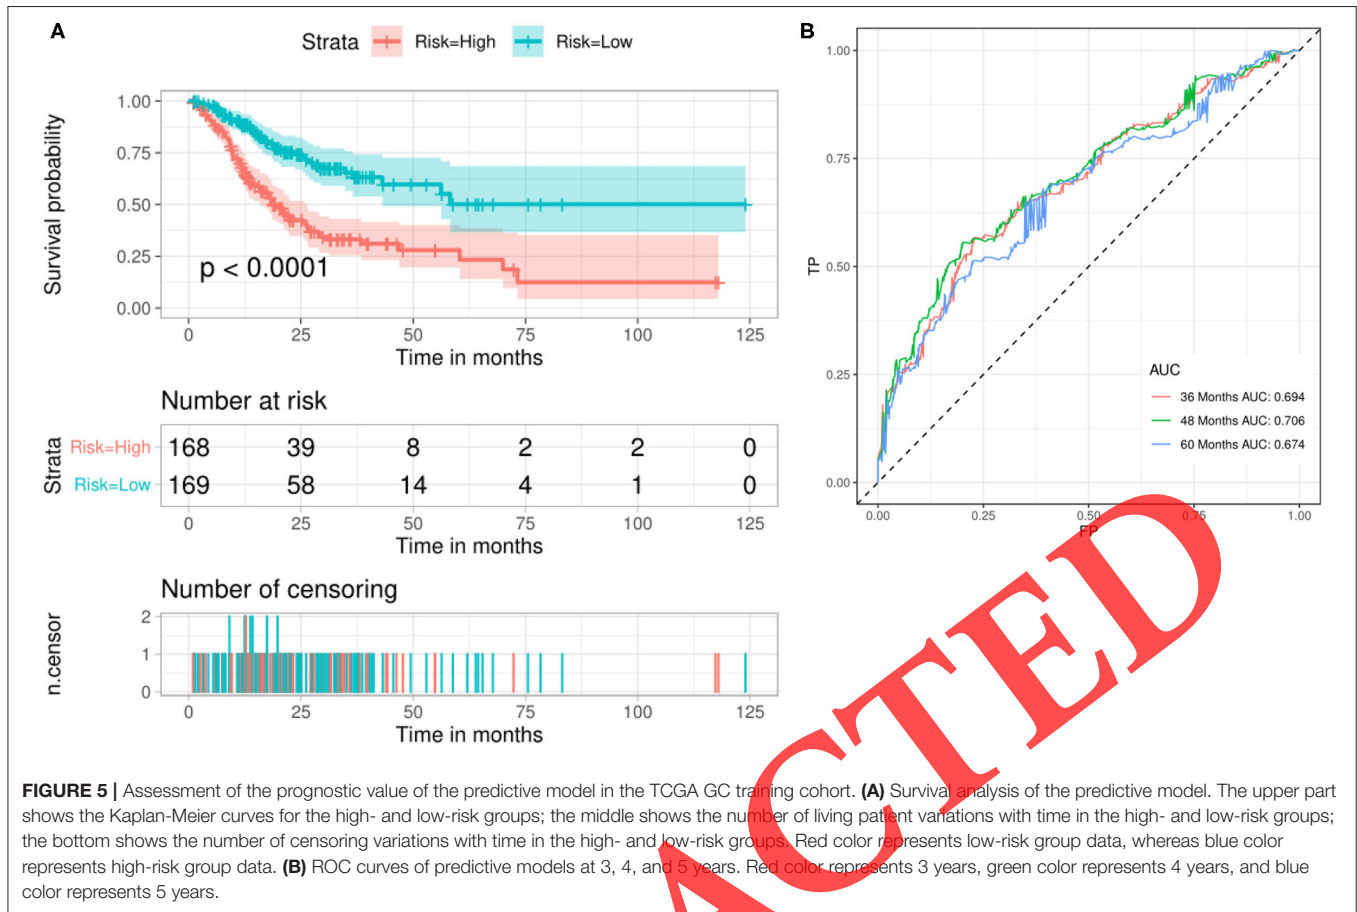 A
Strata Risk=High Risk=Low
1.00
0.75
0.50
0.25
0.00
Survival probability
p < 0.0001
0 25 50 75 100 125
Time in months
Number at risk
Strata
Risk=High 168 39 8 2 2 0
Risk=Low 169 58 14 4 1 0
0 25 50 75 100 125
Time in months
Number of censoring
n.censor
2
1
0
0 25 50 75 100 125
Time in months
B
1.00
0.75
0.50
0.25
0.00
TP
AUC
36 Months AUC: 0.694
48 Months AUC: 0.706
60 Months AUC: 0.674
0.00 0.25 0.50 0.75 1.00
FP
FIGURE 5 | Assessment of the prognostic value of the predictive model in the TCGA GC training cohort. (A) Survival analysis of the predictive model. The upper part
shows the Kaplan-Meier curves for the high- and low-risk groups; the middle shows the number of living patient variations with time in the high- and low-risk groups;
the bottom shows the number of censoring variations with time in the high- and low-risk groups. Red color represents low-risk group data, whereas blue color
represents high-risk group data. (B) ROC curves of predictive models at 3, 4, and 5 years. Red color represents 3 years, green color represents 4 years, and blue
color represents 5 years.
ACTED